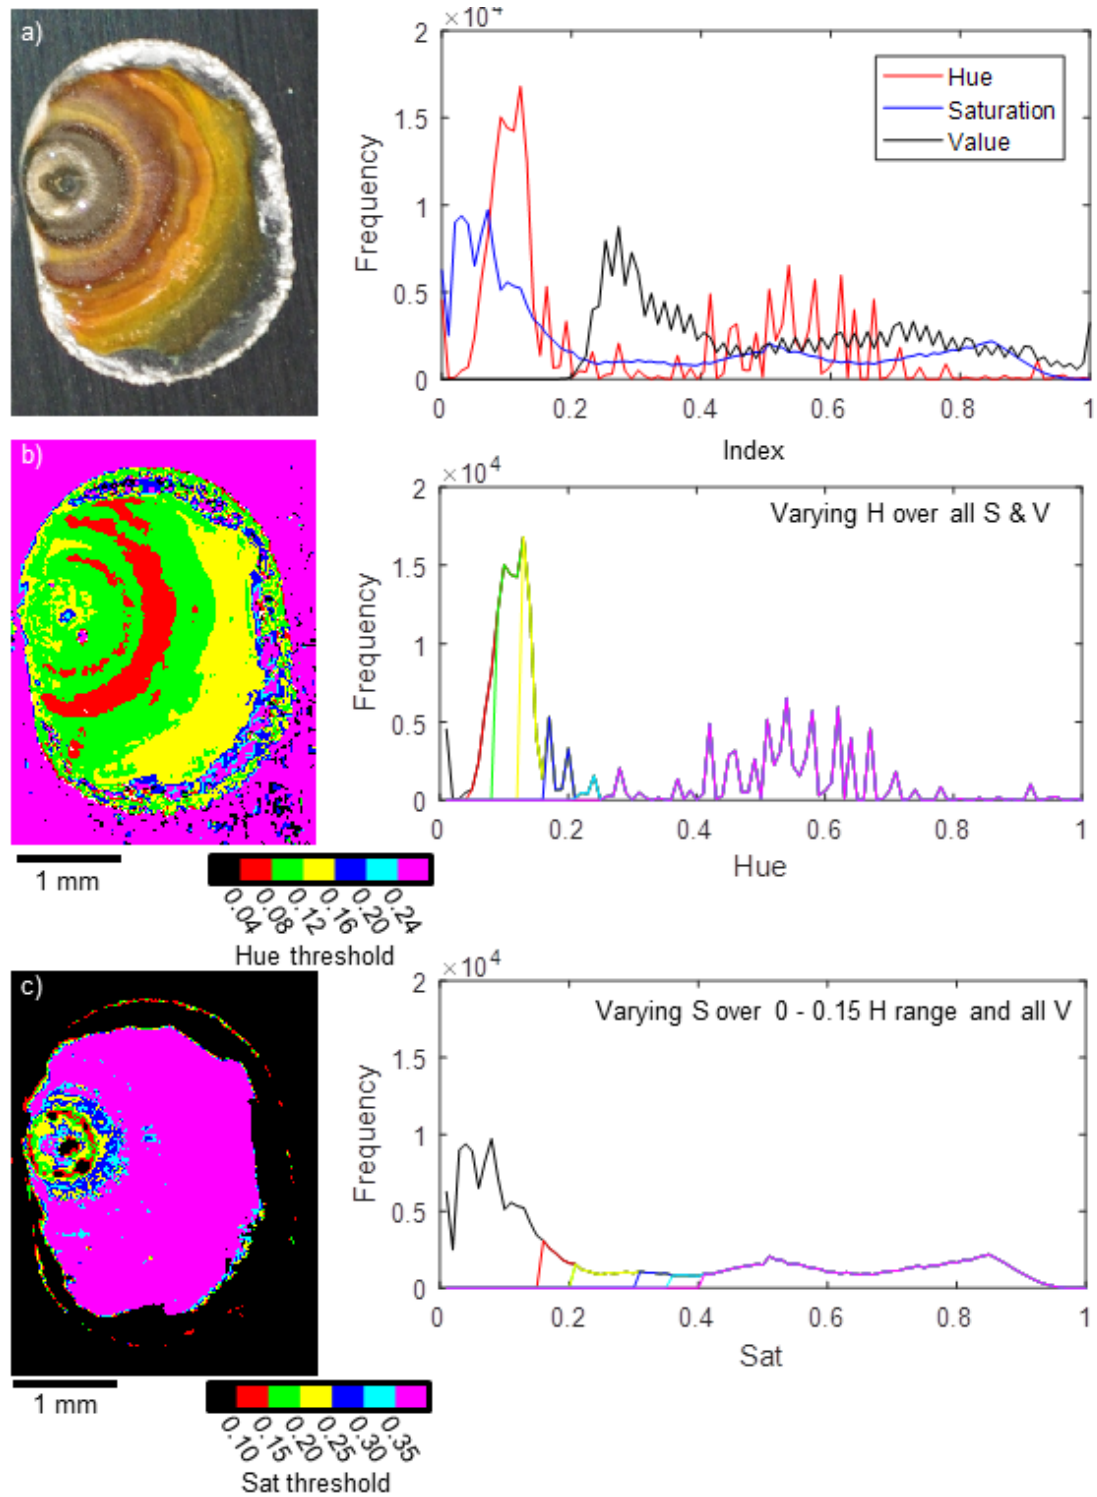 a)
×10⁴
2
1.5
1
0.5
0
Frequency
Hue
Saturation
Value
0 0.2 0.4 0.6 0.8 1
Index
b)
×10⁴
2
1.5
1
0.5
0
Frequency
Varying H over all S & V
0 0.2 0.4 0.6 0.8 1
Hue
1 mm
0.04 0.08 0.12 0.16 0.20 0.24
Hue threshold
c)
×10⁴
2
1.5
1
0.5
0
Frequency
Varying S over 0 - 0.15 H range and all V
0 0.2 0.4 0.6 0.8 1
Sat
1 mm
0.10 0.15 0.20 0.25 0.30 0.35
Sat threshold